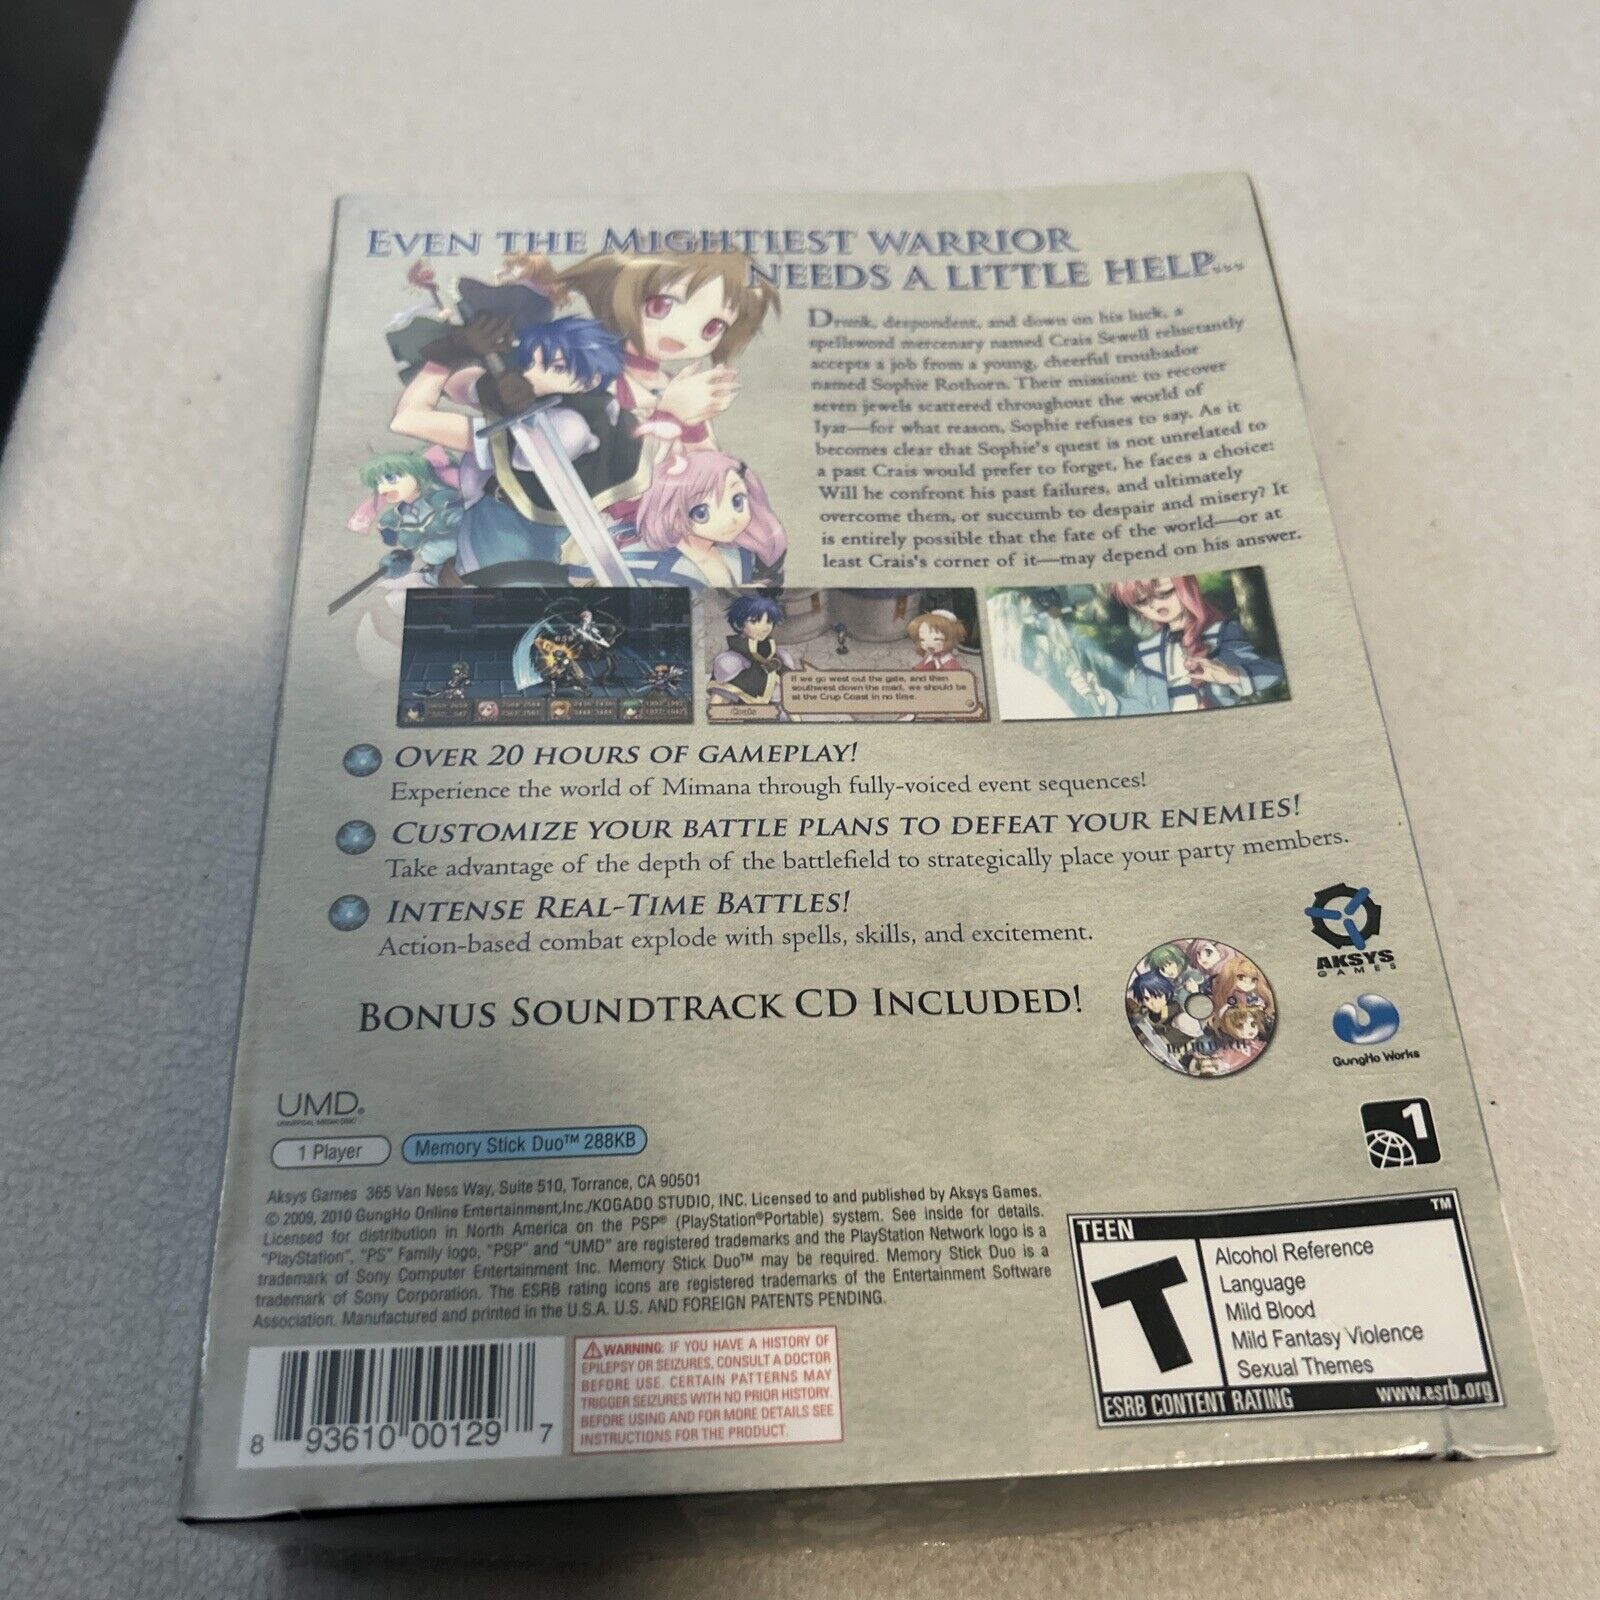 EVEN THE MIGHTIEST WARRIOR
NEEDS A LITTLE HELP...
Drunk, despondent, and down on his luck, a
spellsword mercenary named Crais Sewell reluctantly
accepts a job from a young, cheerful troubador
named Sophie Rothorn. Their mission: to recover
seven jewels scattered throughout the world of
Iyar—for what reason, Sophie refuses to say. As it
becomes clear that Sophie's quest is not unrelated to
a past Crais would prefer to forget, he faces a choice:
Will he confront his past failures, and ultimately
overcome them, or succumb to despair and misery? It
is entirely possible that the fate of the world—or at
least Crais's corner of it—may depend on his answer.
If we go west out the gate, and then
southwest down the road, we should be
at the Crup Coast in no time.
Crais
OVER 20 HOURS OF GAMEPLAY!
Experience the world of Mimana through fully-voiced event sequences!
CUSTOMIZE YOUR BATTLE PLANS TO DEFEAT YOUR ENEMIES!
Take advantage of the depth of the battlefield to strategically place your party members.
INTENSE REAL-TIME BATTLES!
Action-based combat explode with spells, skills, and excitement.
BONUS SOUNDTRACK CD INCLUDED!
AKSYS
GAMES
GungHo Works
UMD®
UNIVERSAL MEDIA DISC
1 Player
Memory Stick Duo™ 288KB
1
Aksys Games 365 Van Ness Way, Suite 510, Torrance, CA 90501
© 2009, 2010 GungHo Online Entertainment,Inc./KOGADO STUDIO, INC. Licensed to and published by Aksys Games.
Licensed for distribution in North America on the PSP® (PlayStation®Portable) system. See inside for details.
"PlayStation", "PS" Family logo, "PSP" and "UMD" are registered trademarks and the PlayStation Network logo is a
trademark of Sony Computer Entertainment Inc. Memory Stick Duo™ may be required. Memory Stick Duo is a
trademark of Sony Corporation. The ESRB rating icons are registered trademarks of the Entertainment Software
Association. Manufactured and printed in the U.S.A. U.S. AND FOREIGN PATENTS PENDING.
8 93610 00129 7
WARNING: IF YOU HAVE A HISTORY OF
EPILEPSY OR SEIZURES, CONSULT A DOCTOR
BEFORE USE. CERTAIN PATTERNS MAY
TRIGGER SEIZURES WITH NO PRIOR HISTORY.
BEFORE USING AND FOR MORE DETAILS SEE
INSTRUCTIONS FOR THE PRODUCT.
TEEN
TM
T
Alcohol Reference
Language
Mild Blood
Mild Fantasy Violence
Sexual Themes
ESRB CONTENT RATING
www.esrb.org